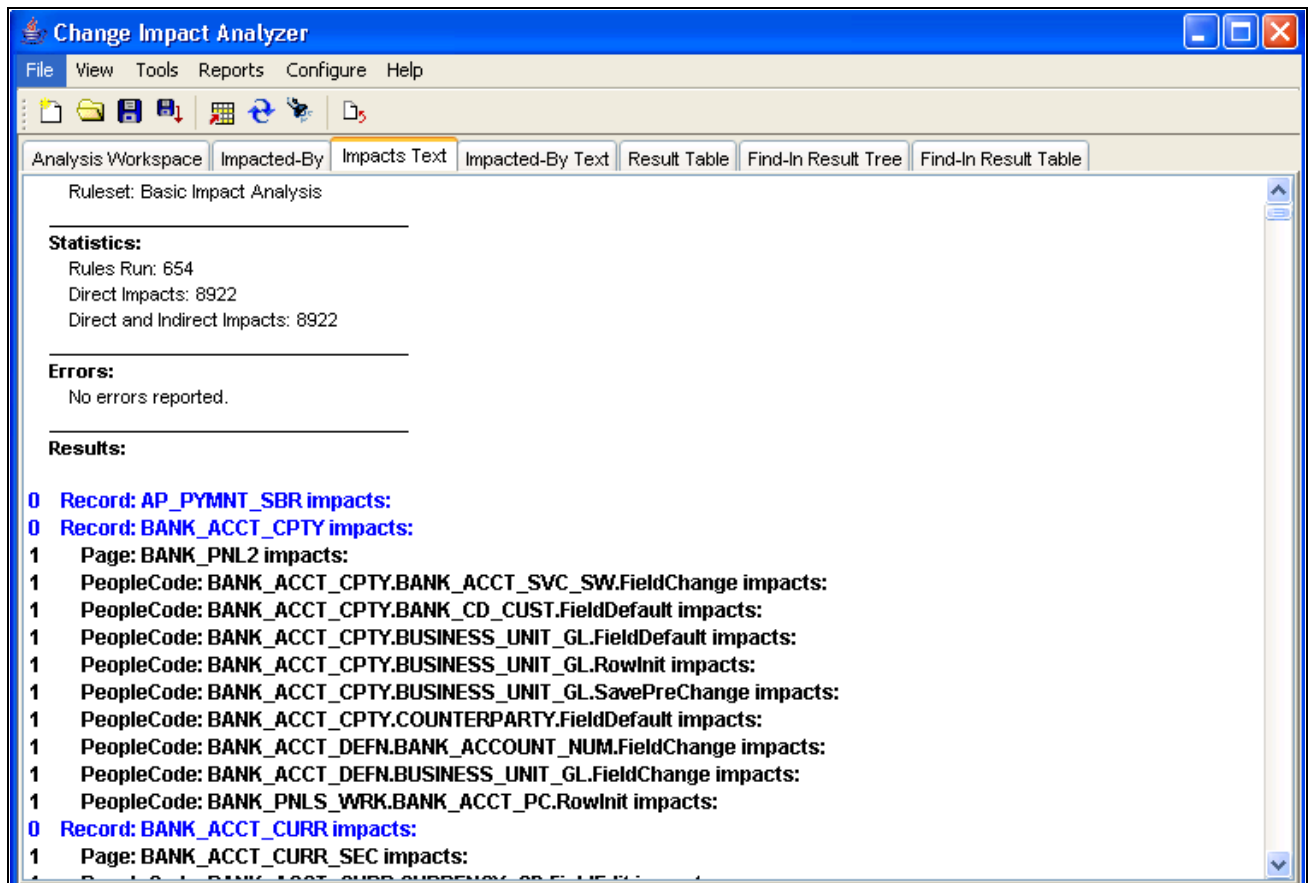 Change Impact Analyzer
File View Tools Reports Configure Help
Analysis Workspace Impacted-By Impacts Text Impacted-By Text Result Table Find-In Result Tree Find-In Result Table
Ruleset: Basic Impact Analysis
Statistics:
Rules Run: 654
Direct Impacts: 8922
Direct and Indirect Impacts: 8922
Errors:
No errors reported.
Results:
0 Record: AP_PYMNT_SBR impacts:
0 Record: BANK_ACCT_CPTY impacts:
1 Page: BANK_PNL2 impacts:
1 PeopleCode: BANK_ACCT_CPTY.BANK_ACCT_SVC_SW.FieldChange impacts:
1 PeopleCode: BANK_ACCT_CPTY.BANK_CD_CUST.FieldDefault impacts:
1 PeopleCode: BANK_ACCT_CPTY.BUSINESS_UNIT_GL.FieldDefault impacts:
1 PeopleCode: BANK_ACCT_CPTY.BUSINESS_UNIT_GL.RowInit impacts:
1 PeopleCode: BANK_ACCT_CPTY.BUSINESS_UNIT_GL.SavePreChange impacts:
1 PeopleCode: BANK_ACCT_CPTY.COUNTERPARTY.FieldDefault impacts:
1 PeopleCode: BANK_ACCT_DEFN.BANK_ACCOUNT_NUM.FieldChange impacts:
1 PeopleCode: BANK_ACCT_DEFN.BUSINESS_UNIT_GL.FieldChange impacts:
1 PeopleCode: BANK_PNLS_WRK.BANK_ACCT_PC.RowInit impacts:
0 Record: BANK_ACCT_CURR impacts:
1 Page: BANK_ACCT_CURR_SEC impacts: